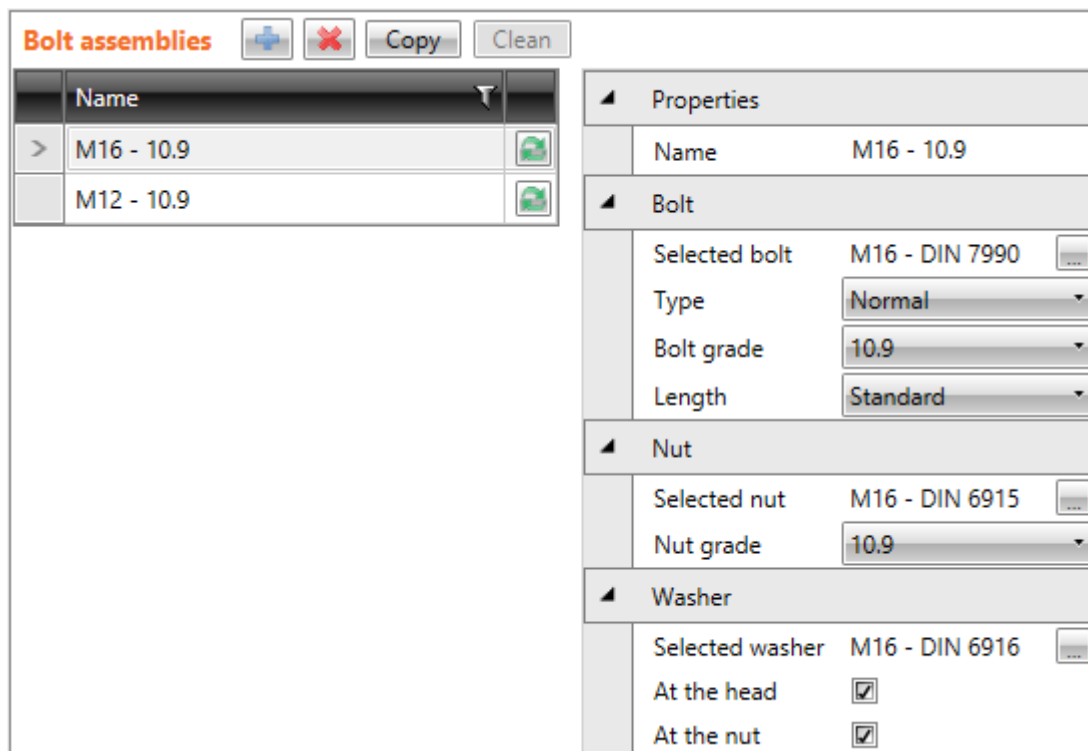 Bolt assemblies Copy Clean
Name
M16 - 10.9
M12 - 10.9
Properties
Name M16 - 10.9
Bolt
Selected bolt M16 - DIN 7990 ...
Type Normal
Bolt grade 10.9
Length Standard
Nut
Selected nut M16 - DIN 6915 ...
Nut grade 10.9
Washer
Selected washer M16 - DIN 6916 ...
At the head
At the nut